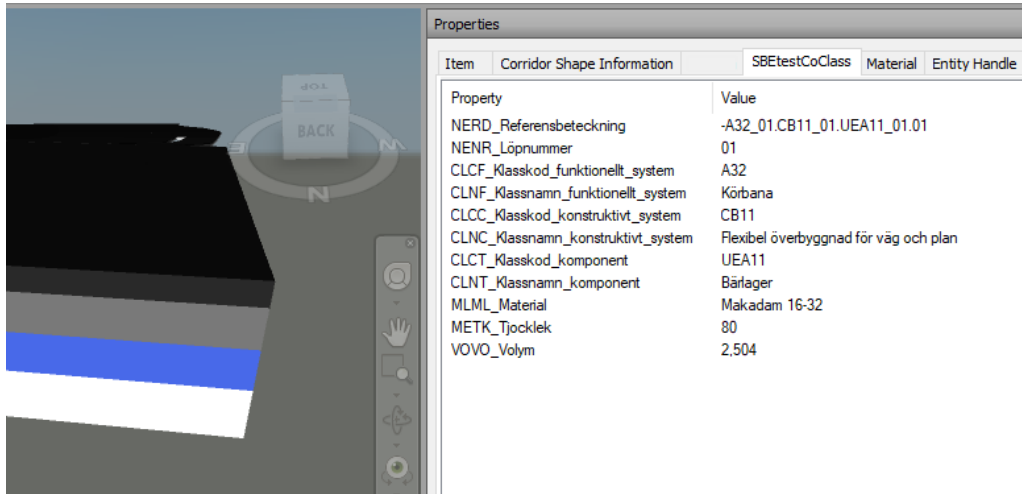 Properties
Item Corridor Shape Information SBEtestCoClass Material Entity Handle
Property Value
NERD_Referensbeteckning -A32_01.CB11_01.UEA11_01.01
NENR_Löpnummer 01
CLCF_Klasskod_funktionellt_system A32
CLNF_Klassnamn_funktionellt_system Körbana
CLCC_Klasskod_konstruktivt_system CB11
CLNC_Klassnamn_konstruktivt_system Flexibel överbyggnad för väg och plan
CLCT_Klasskod_komponent UEA11
CLNT_Klassnamn_komponent Bärlager
MLML_Material Makadam 16-32
METK_Tjocklek 80
VOVO_Volym 2,504
TOP
BACK
E W
N